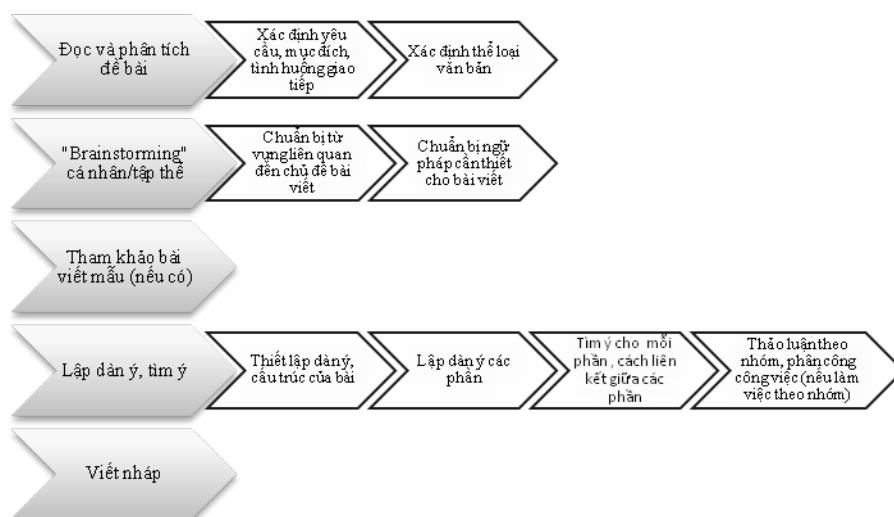 Đọc và phân tích
đề bài
Xác định yêu
cầu, mục đích,
tình huống giao
tiếp
Xác định thể loại
văn bản
"Brainstorming"
cá nhân/tập thể
Chuẩn bị từ
vựng liên quan
đến chủ đề bài
viết
Chuẩn bị ngữ
pháp cần thiết
cho bài viết
Tham khảo bài
viết mẫu (nếu có)
Lập dàn ý, tìm ý
Thiết lập dàn ý,
cấu trúc của bài
Lập dàn ý các
phần
Tìm ý cho mỗi
phần , cách liên
kết giữa các
phần
Thảo luận theo
nhóm, phân công
công việc (nếu làm
việc theo nhóm)
Viết nháp